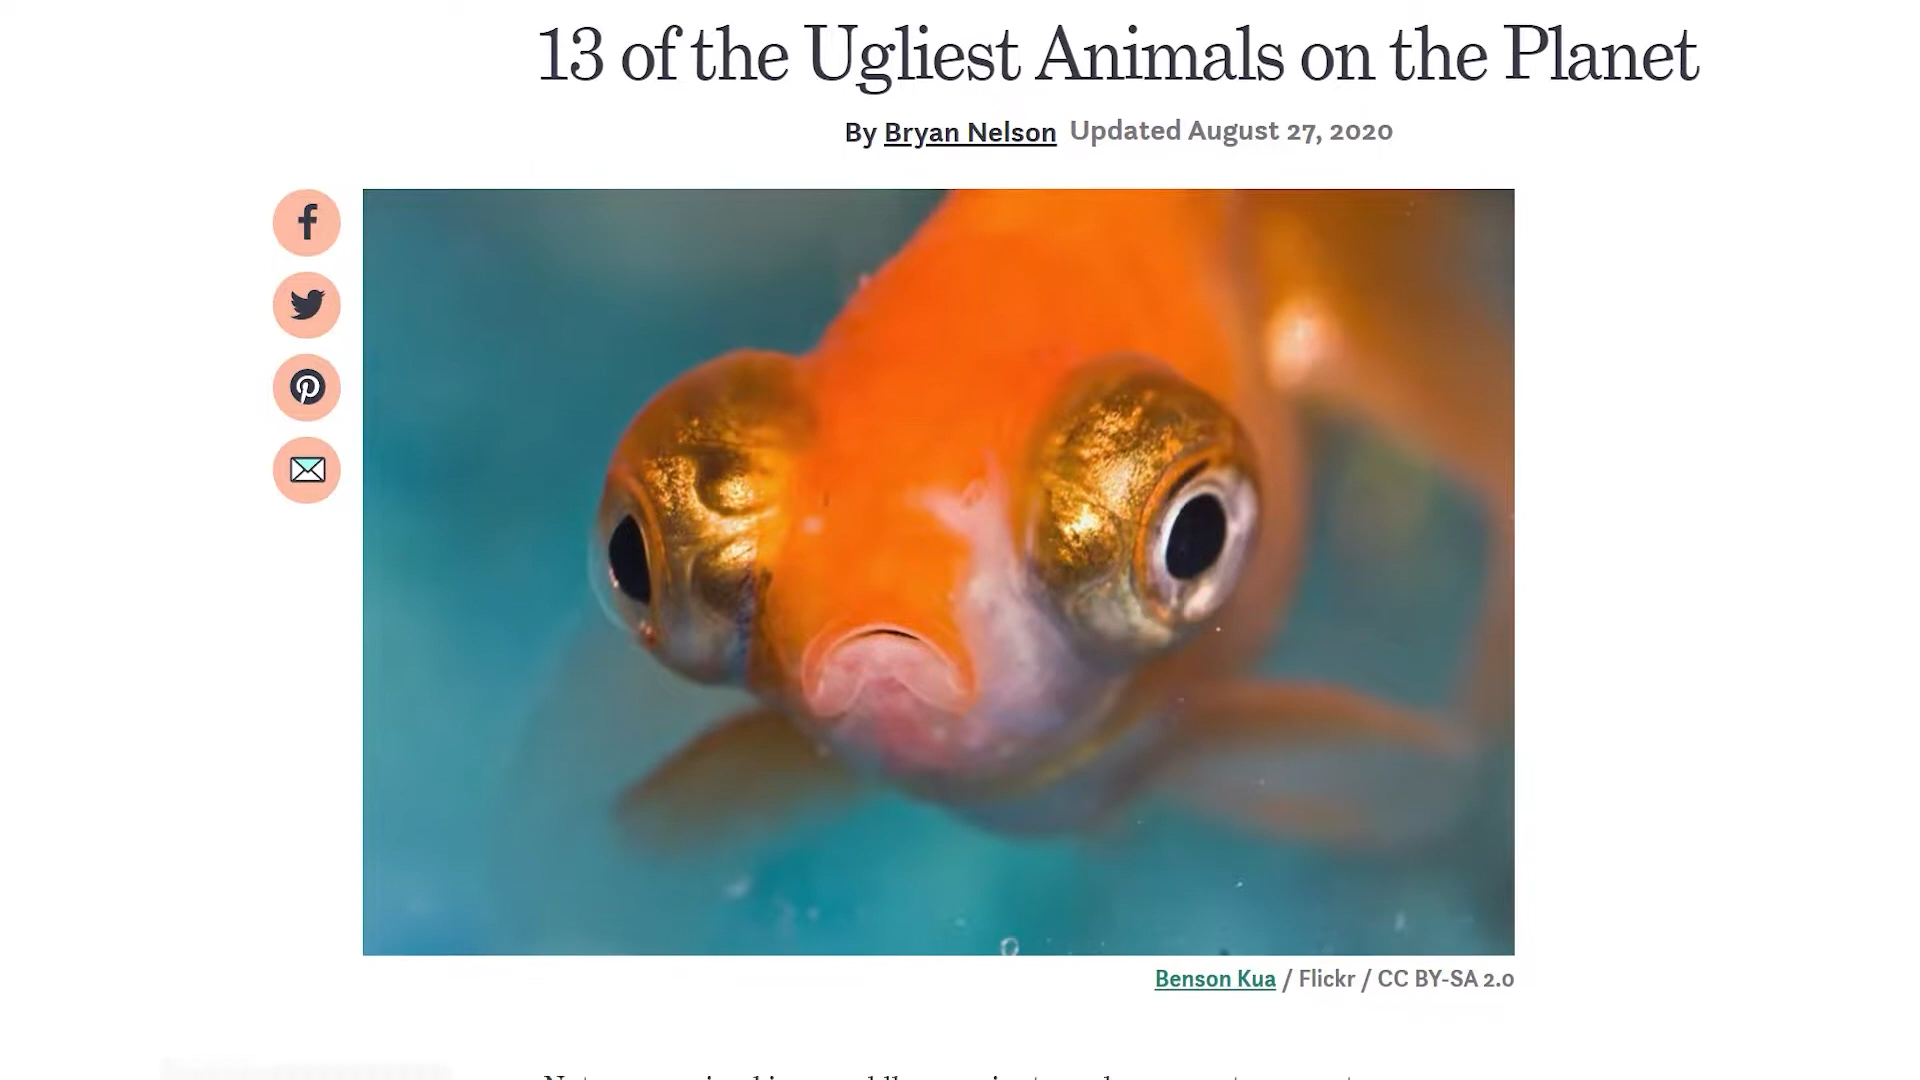 13 of the Ugliest Animals on the Planet
By Bryan Nelson Updated August 27, 2020
Benson Kua / Flickr / CC BY-SA 2.0